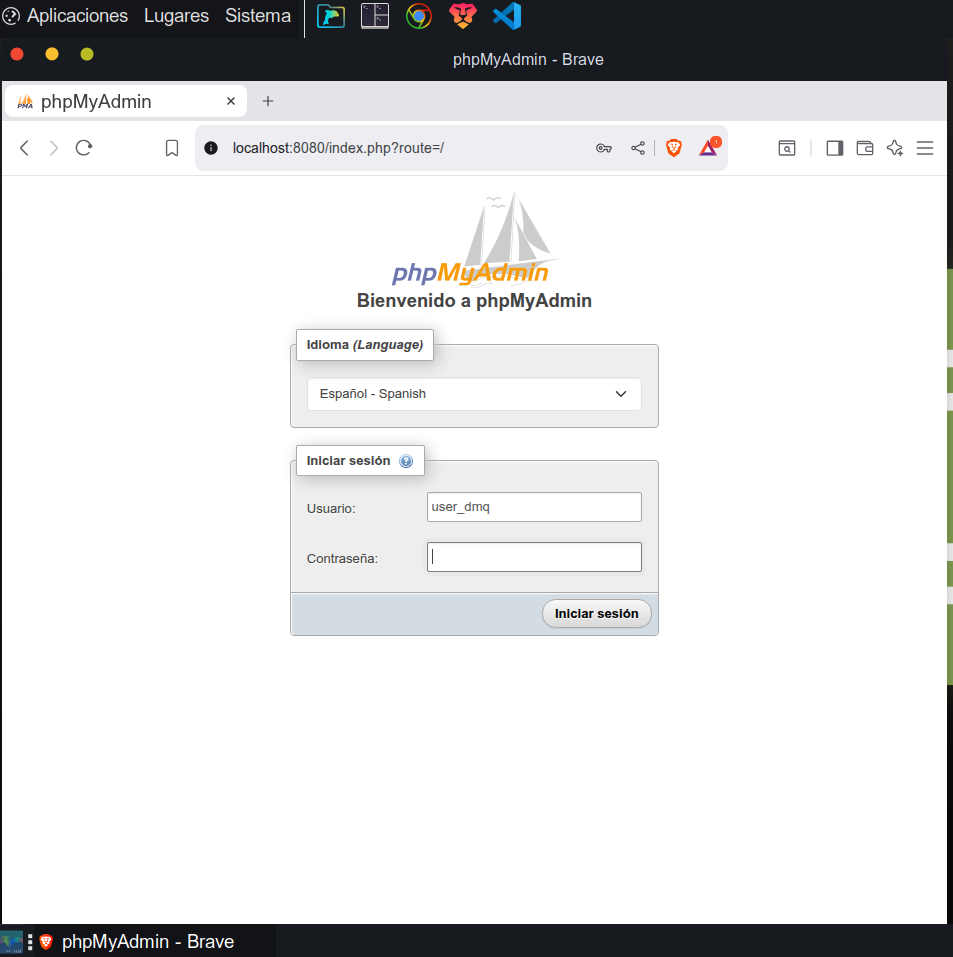 Aplicaciones Lugares Sistema
phpMyAdmin - Brave
PMA phpMyAdmin
localhost:8080/index.php?route=/
phpMyAdmin
Bienvenido a phpMyAdmin
Idioma (Language)
Español - Spanish
Iniciar sesión
Usuario: user_dmq
Contraseña:
Iniciar sesión
phpMyAdmin - Brave